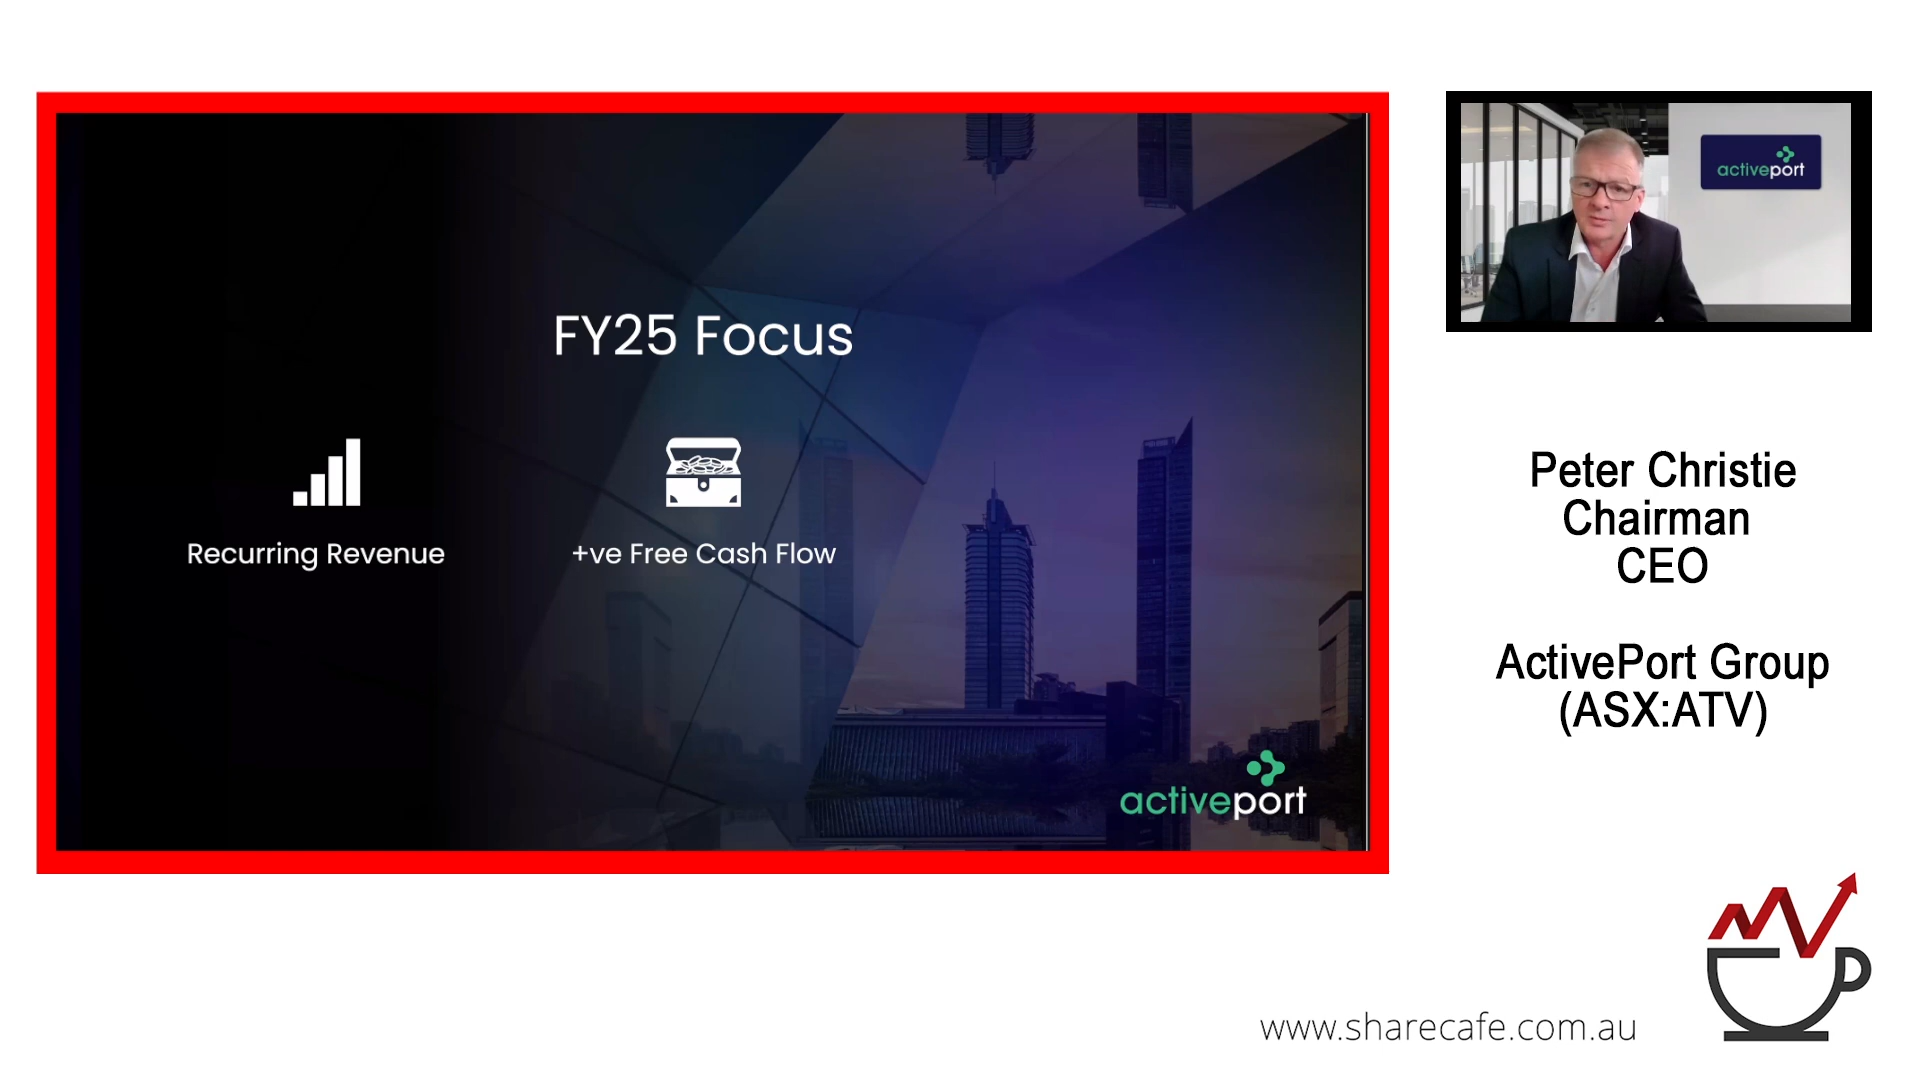 FY25 Focus
Recurring Revenue
+ve Free Cash Flow
activeport
activeport
Peter Christie
Chairman
CEO
ActivePort Group
(ASX:ATV)
www.sharecafe.com.au